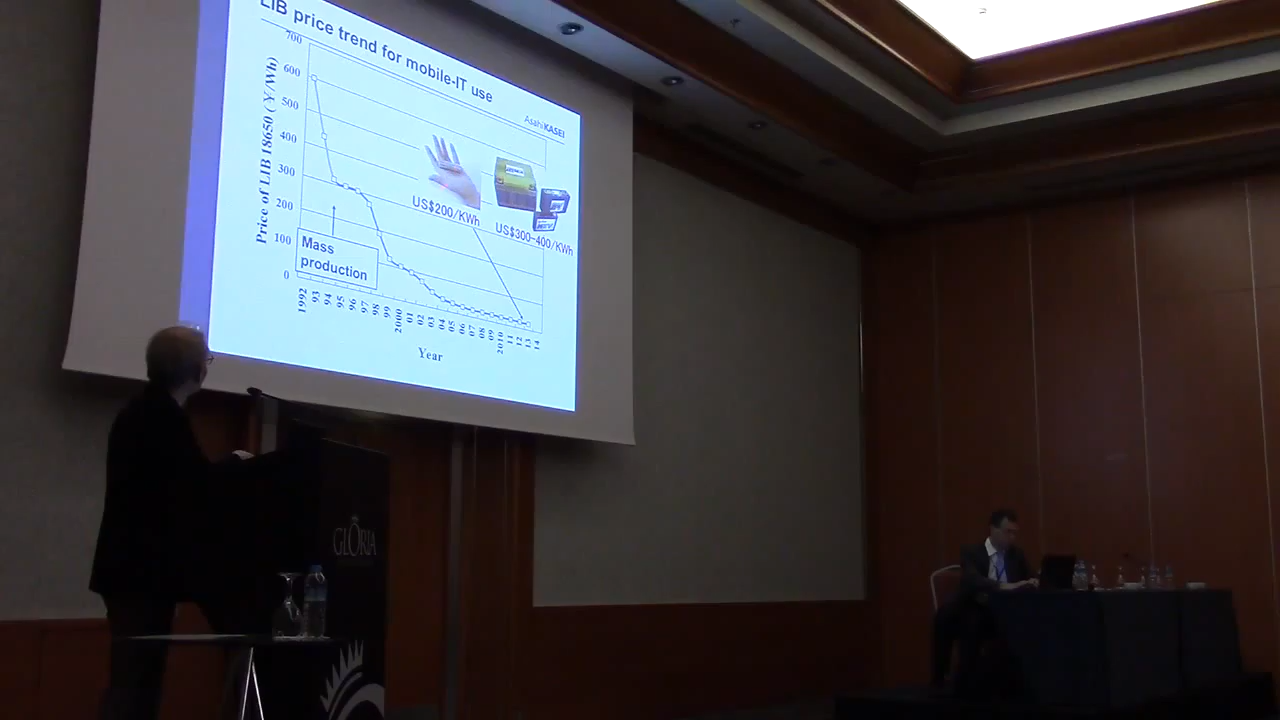 LIB price trend for mobile-IT use
AsahiKASEI
Price of LIB 18650 (¥/Wh)
700
600
500
400
300
200
100
0
US$200/KWh
US$300-400/KWh
Mass
production
1992 93 94 95 96 97 98 99 2000 01 02 03 04 05 06 07 08 09 2010 11 12 13 14
Year
GLORIA